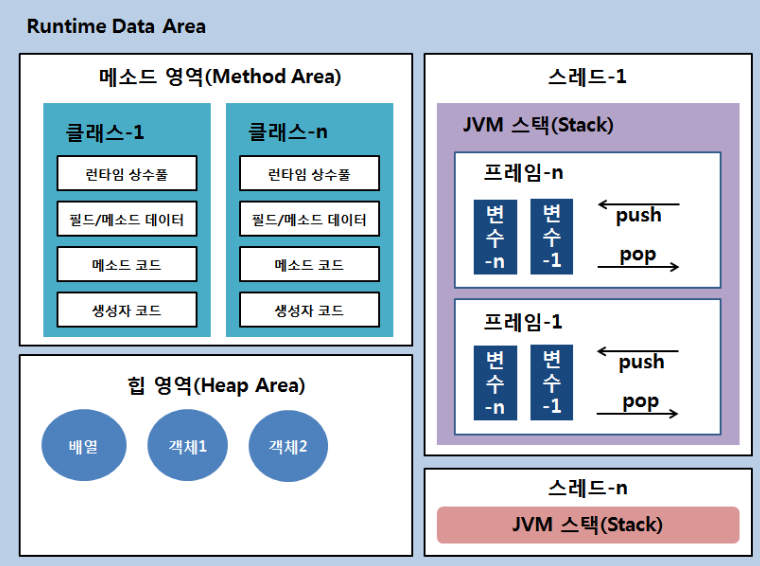 Runtime Data Area
메소드 영역(Method Area)
클래스-1
런타임 상수풀
필드/메소드 데이터
메소드 코드
생성자 코드
클래스-n
런타임 상수풀
필드/메소드 데이터
메소드 코드
생성자 코드
힙 영역(Heap Area)
배열
객체1
객체2
스레드-1
JVM 스택(Stack)
프레임-n
변
수
-n
변
수
-1
push
pop
프레임-1
변
수
-n
변
수
-1
push
pop
스레드-n
JVM 스택(Stack)